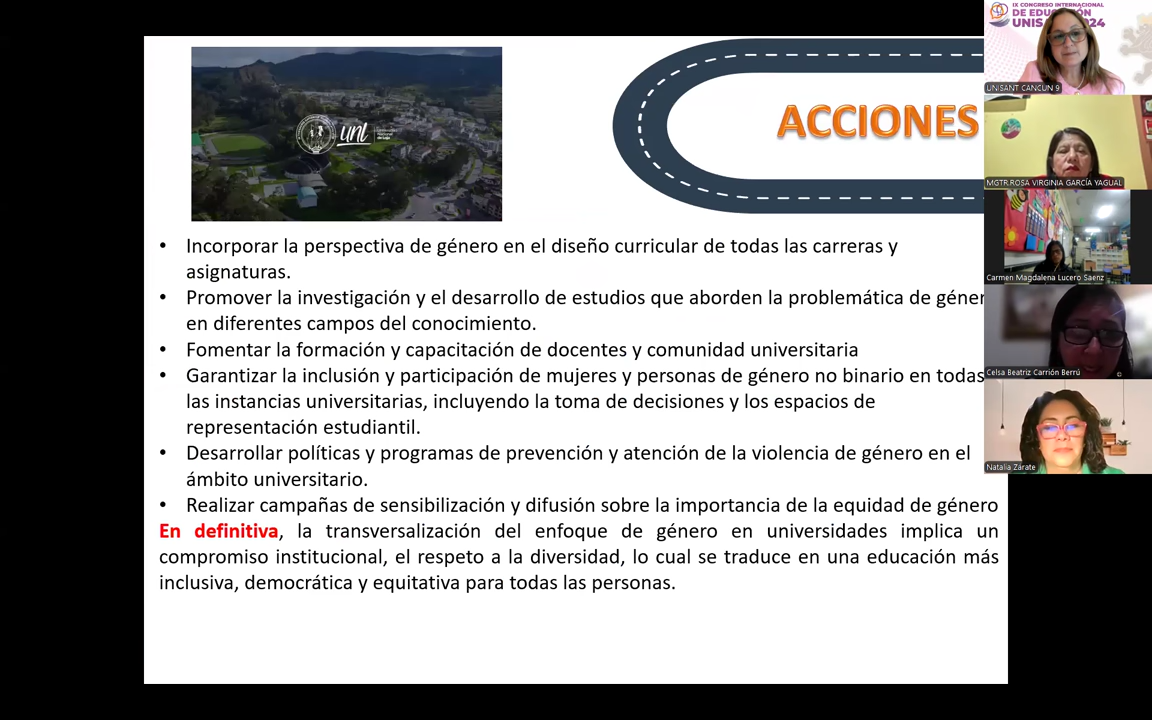 unl
ACCIONES
• Incorporar la perspectiva de género en el diseño curricular de todas las carreras y
asignaturas.
• Promover la investigación y el desarrollo de estudios que aborden la problemática de géner
en diferentes campos del conocimiento.
• Fomentar la formación y capacitación de docentes y comunidad universitaria
• Garantizar la inclusión y participación de mujeres y personas de género no binario en todas
las instancias universitarias, incluyendo la toma de decisiones y los espacios de
representación estudiantil.
• Desarrollar políticas y programas de prevención y atención de la violencia de género en el
ámbito universitario.
• Realizar campañas de sensibilización y difusión sobre la importancia de la equidad de género
En definitiva, la transversalización del enfoque de género en universidades implica un
compromiso institucional, el respeto a la diversidad, lo cual se traduce en una educación más
inclusiva, democrática y equitativa para todas las personas.
IX CONGRESO INTERNACIONAL
DE EDUCACIÓN
UNIS 24
UNISANT CANCUN 9
MGTR.ROSA VIRGINIA GARCÍA YAGUAL
Carmen Magdalena Lucero Saenz
Celsa Beatriz Carrión Berrú
Natalia Zárate